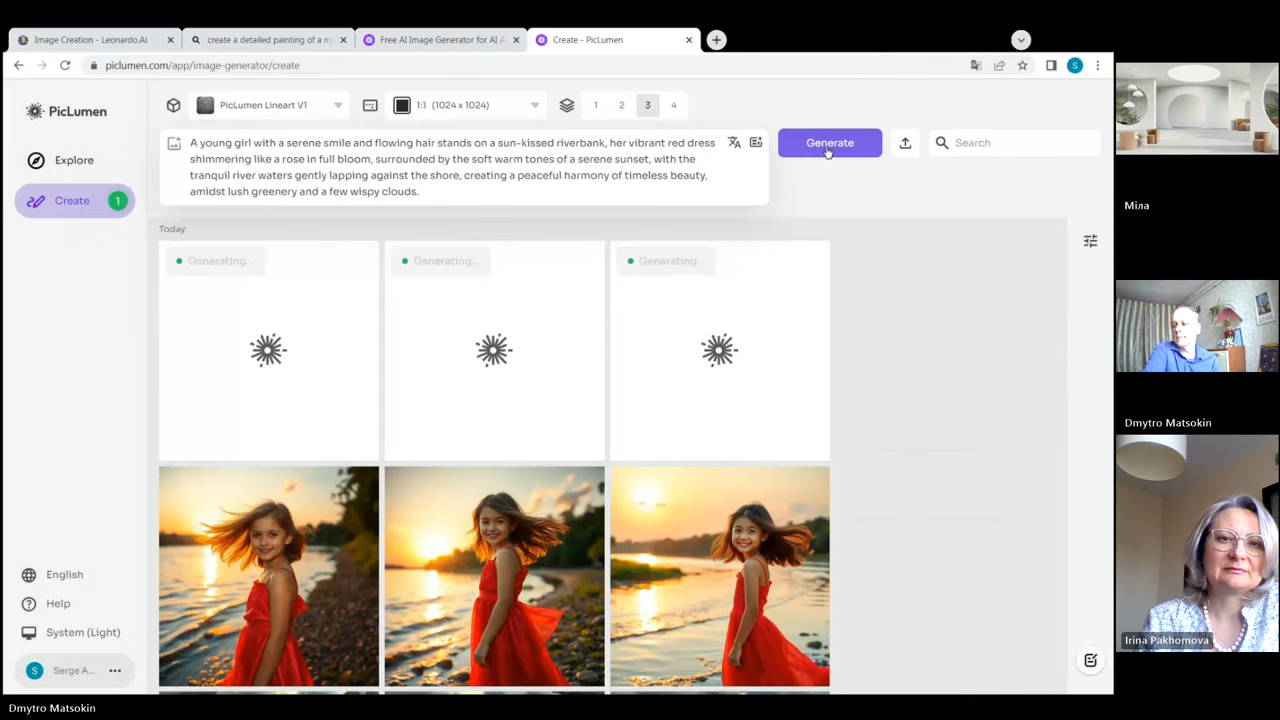 Image Creation - Leonardo.Ai
create a detailed painting of a m
Free AI Image Generator for AI A
Create - PicLumen
piclumen.com/app/image-generator/create
S
PicLumen
PicLumen Lineart V1
1:1 (1024 x 1024)
1 2 3 4
A young girl with a serene smile and flowing hair stands on a sun-kissed riverbank, her vibrant red dress
shimmering like a rose in full bloom, surrounded by the soft warm tones of a serene sunset, with the
tranquil river waters gently lapping against the shore, creating a peaceful harmony of timeless beauty,
amidst lush greenery and a few wispy clouds.
Generate
Search
Explore
Create 1
Today
Generating...
Generating...
Generating...
English
Help
System (Light)
S Serge A...
Міла
Dmytro Matsokin
Irina Pakhomova
Dmytro Matsokin